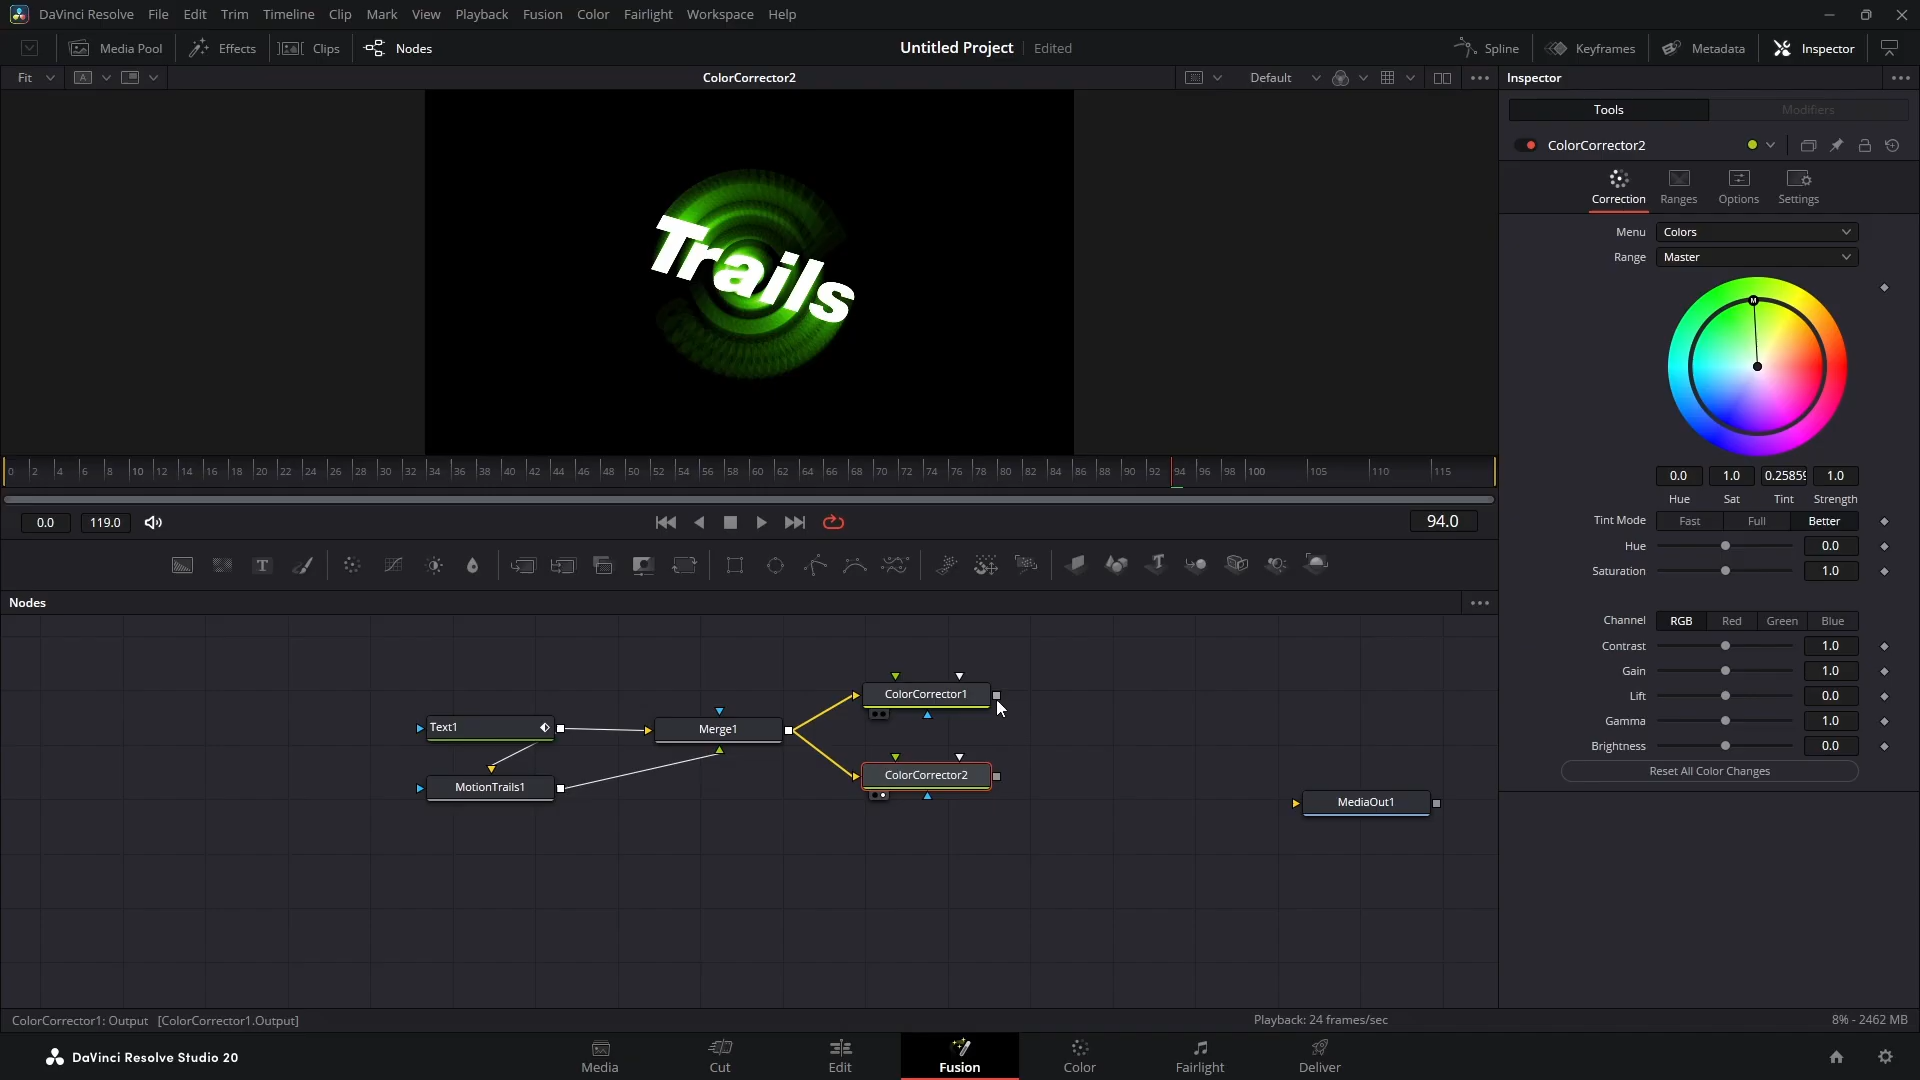 DaVinci Resolve File Edit Trim Timeline Clip Mark View Playback Fusion Color Fairlight Workspace Help
Media Pool Effects Clips Nodes Untitled Project Edited Spline Keyframes Metadata Inspector
Fit A ColorCorrector2 Default Inspector
Tools Modifiers
ColorCorrector2
Correction Ranges Options Settings
Menu Colors
Range Master
M
Trails
0 2 4 6 8 10 12 14 16 18 20 22 24 26 28 30 32 34 36 38 40 42 44 46 48 50 52 54 56 58 60 62 64 66 68 70 72 74 76 78 80 82 84 86 88 90 92 94 96 98 100 105 110 115
0.0 1.0 0.2585 1.0
Hue Sat Tint Strength
0.0 119.0 94.0
Tint Mode Fast Full Better
Hue 0.0
Saturation 1.0
T T
Nodes
Channel RGB Red Green Blue
Contrast 1.0
Gain 1.0
Lift 0.0
Gamma 1.0
Brightness 0.0
Reset All Color Changes
ColorCorrector1
Text1
Merge1
ColorCorrector2
MotionTrails1
MediaOut1
ColorCorrector1: Output [ColorCorrector1.Output] Playback: 24 frames/sec 8% - 2462 MB
DaVinci Resolve Studio 20 Media Cut Edit Fusion Color Fairlight Deliver